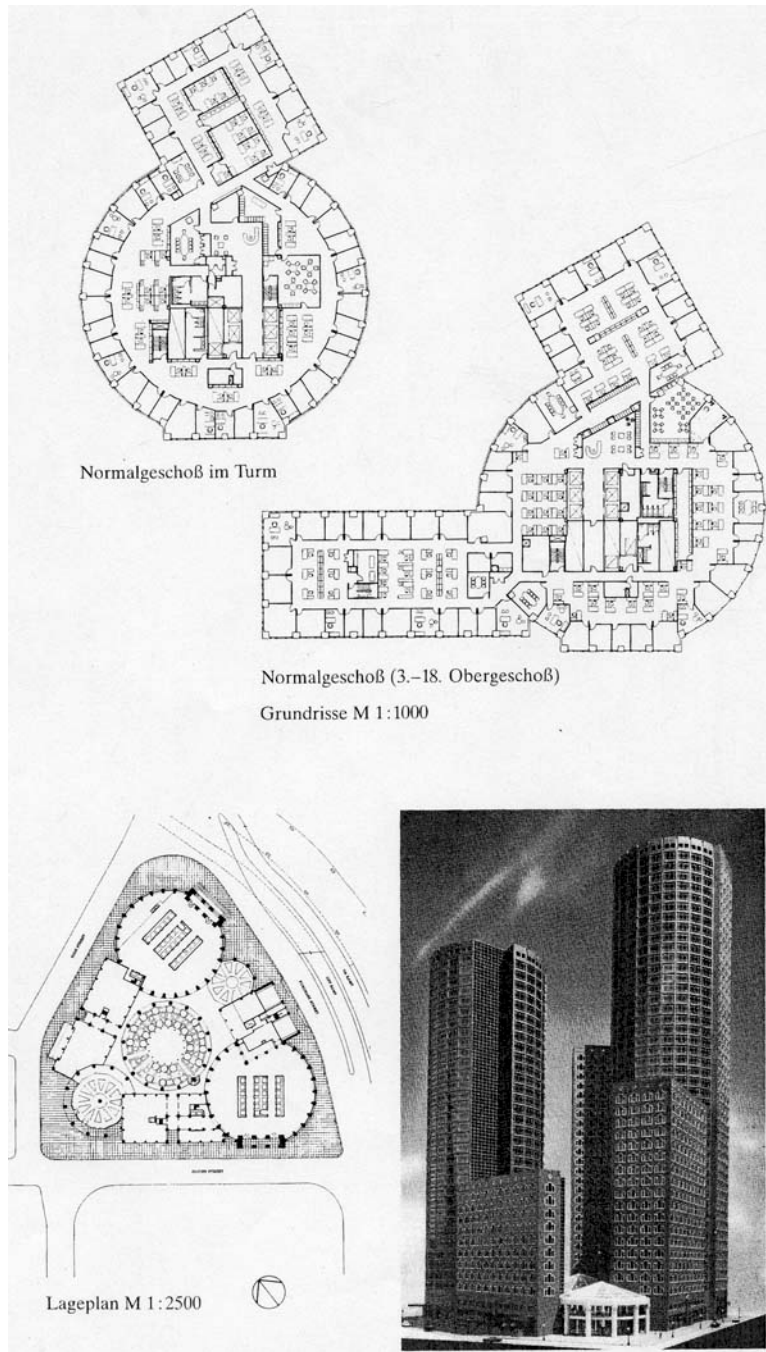 Normalgeschoß im Turm
Normalgeschoß (3.–18. Obergeschoß)
Grundrisse M 1:1000
Lageplan M 1:2500